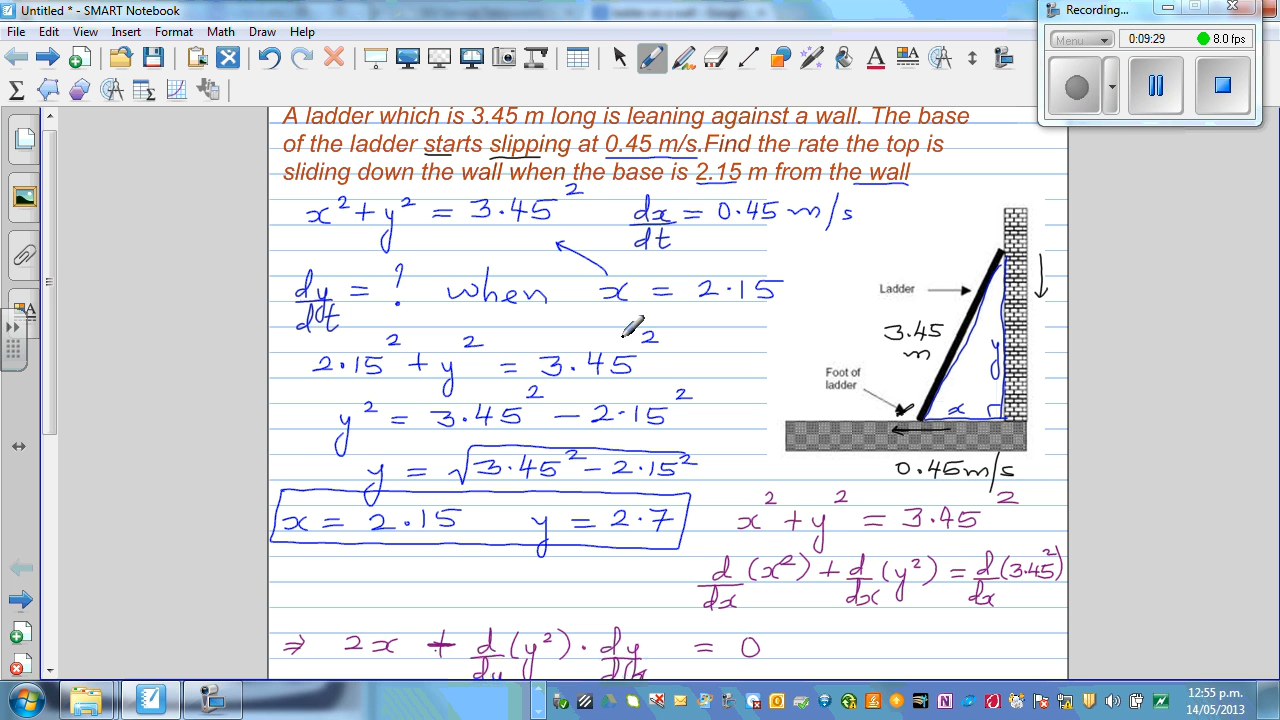 Untitled * - SMART Notebook
File Edit View Insert Format Math Draw Help
Recording...
Menu
0:09:29
8.0 fps
A ladder which is 3.45 m long is leaning against a wall. The base
of the ladder starts slipping at 0.45 m/s.Find the rate the top is
sliding down the wall when the base is 2.15 m from the wall
x² + y² = 3.45² dx/dt = 0.45 m/s
dy/dt = ? when x = 2.15
2.15² + y² = 3.45²
y² = 3.45² − 2.15²
y = √3.45² − 2.15²
x = 2.15 y = 2.7
Ladder
3.45
m
y
Foot of
ladder
x
0.45m/s
x² + y² = 3.45²
d/dx (x²) + d/dx (y²) = d/dx (3.45²)
⇒ 2x + d/dy (y²) · dy/dx = 0
12:55 p.m.
14/05/2013